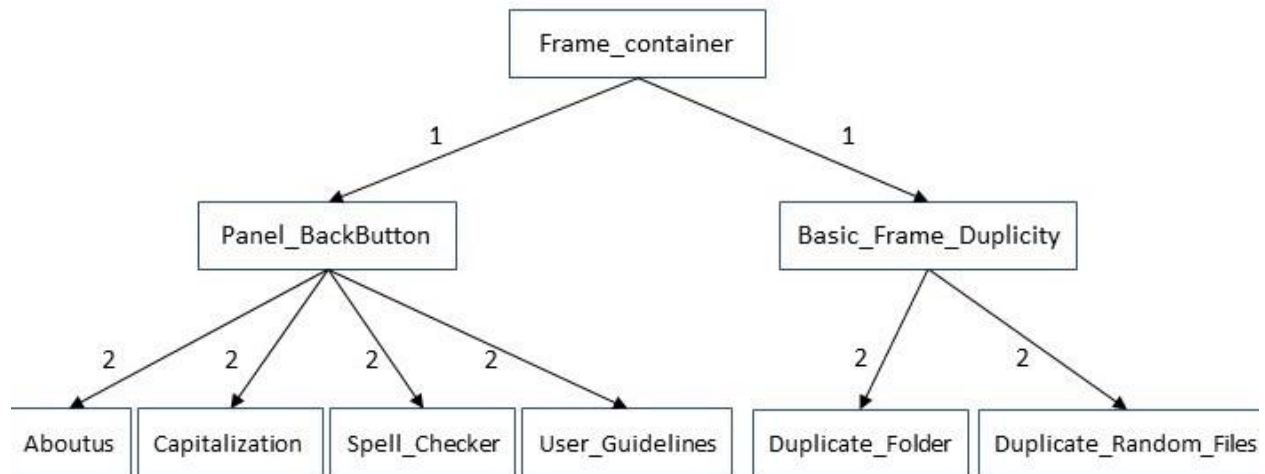 Frame_container
1
1
Panel_BackButton
Basic_Frame_Duplicity
2
2
2
2
2
2
Aboutus
Capitalization
Spell_Checker
User_Guidelines
Duplicate_Folder
Duplicate_Random_Files